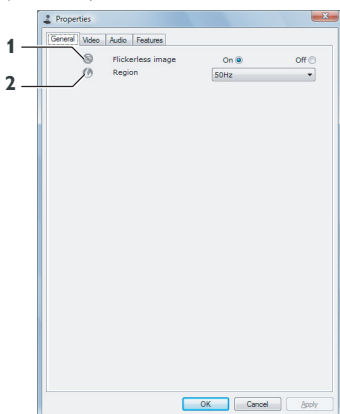 Properties
General Video Audio Features
1 Flickerless image On Off
2 Region 50Hz
OK Cancel Apply